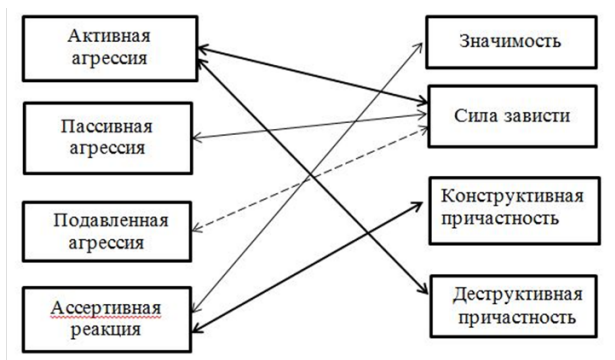 Активная
агрессия
Пассивная
агрессия
Подавленная
агрессия
Ассертивная
реакция
Значимость
Сила зависти
Конструктивная
причастность
Деструктивная
причастность